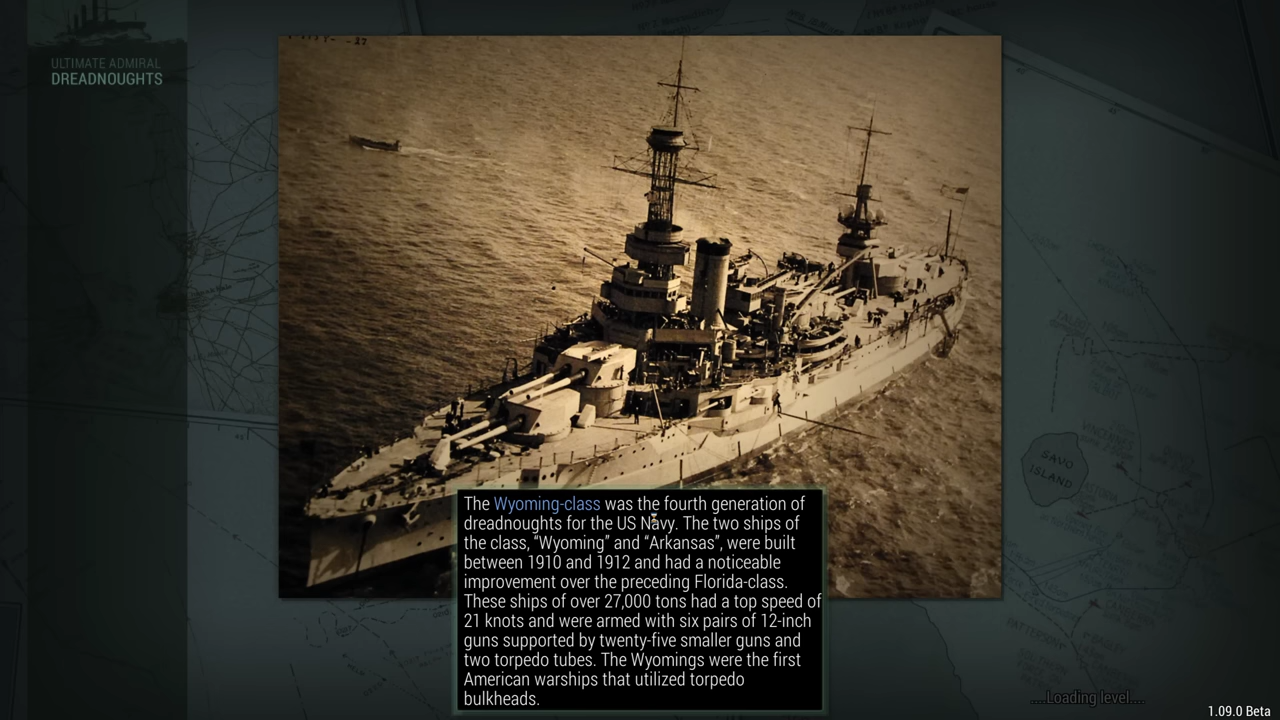 ULTIMATE ADMIRAL
DREADNOUGHTS
The Wyoming-class was the fourth generation of
dreadnoughts for the US Navy. The two ships of
the class, “Wyoming” and “Arkansas”, were built
between 1910 and 1912 and had a noticeable
improvement over the preceding Florida-class.
These ships of over 27,000 tons had a top speed of
21 knots and were armed with six pairs of 12-inch
guns supported by twenty-five smaller guns and
two torpedo tubes. The Wyomings were the first
American warships that utilized torpedo
bulkheads.
SAVO
ISLAND
....Loading level....
1.09.0 Beta